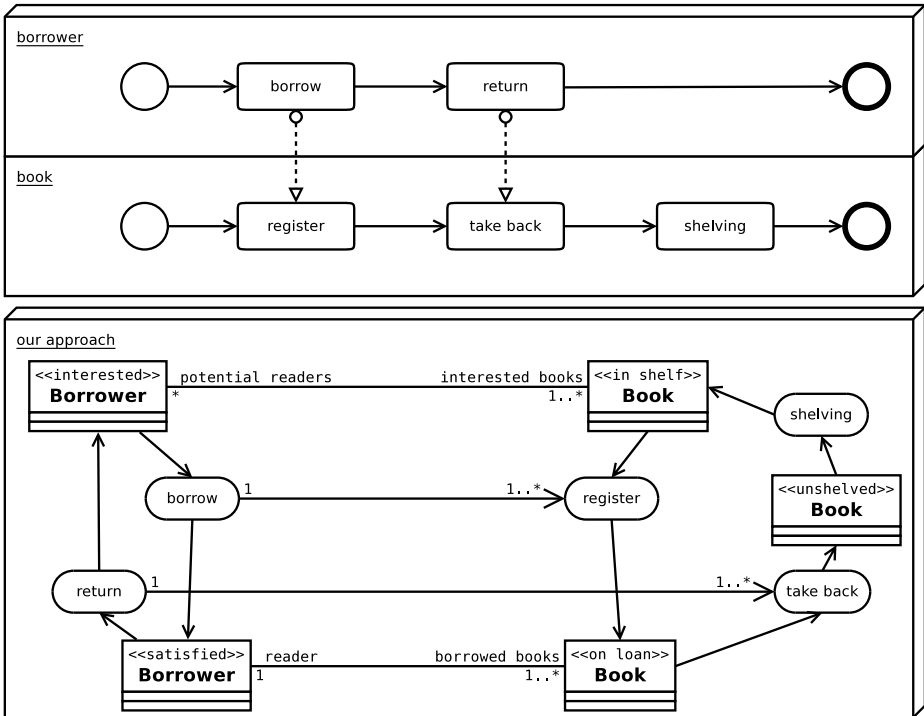 borrower
borrow
return
book
register
take back
shelving
our approach
<<interested>>
Borrower
potential readers
*
interested books
1..*
<<in shelf>>
Book
shelving
borrow
1
1..*
register
<<unshelved>>
Book
return
1
1..*
take back
<<satisfied>>
Borrower
reader
1
borrowed books
1..*
<<on loan>>
Book